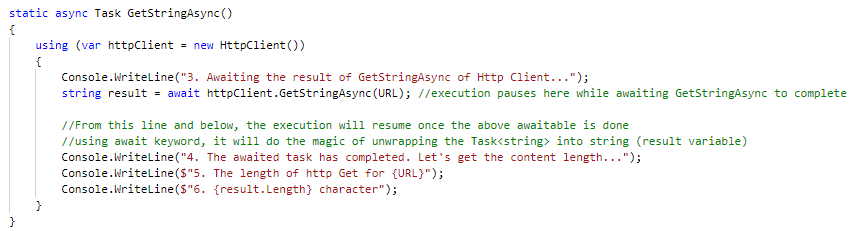 static async Task GetStringAsync()
{
    using (var httpClient = new HttpClient())
    {
        Console.WriteLine("3. Awaiting the result of GetStringAsync of Http Client...");
        string result = await httpClient.GetStringAsync(URL); //execution pauses here while awaiting GetStringAsync to complete

        //From this line and below, the execution will resume once the above awaitable is done
        //using await keyword, it will do the magic of unwrapping the Task<string> into string (result variable)
        Console.WriteLine("4. The awaited task has completed. Let's get the content length...");
        Console.WriteLine($"5. The length of http Get for {URL}");
        Console.WriteLine($"6. {result.Length} character");
    }
}